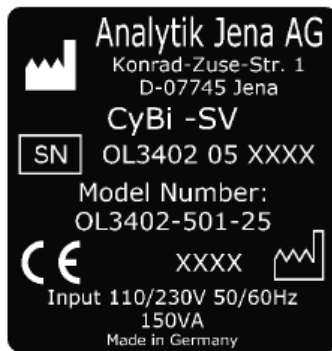 Analytik Jena AG
Konrad-Zuse-Str. 1
D-07745 Jena
CyBi -SV
SN OL3402 05 XXXX
Model Number:
OL3402-501-25
CE XXXX
Input 110/230V 50/60Hz
150VA
Made in Germany